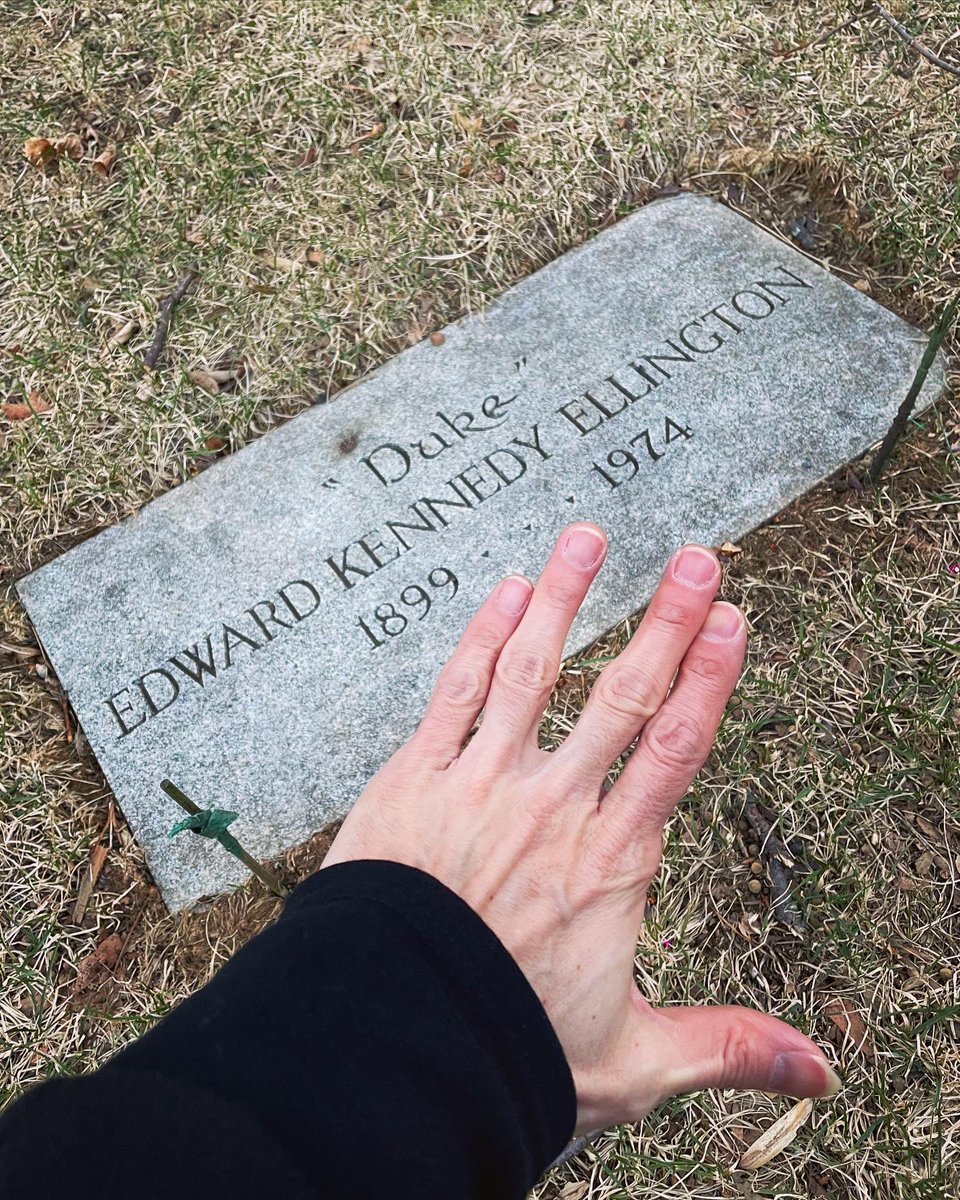 "Duke"
EDWARD KENNEDY ELLINGTON
1899 · · · 1974